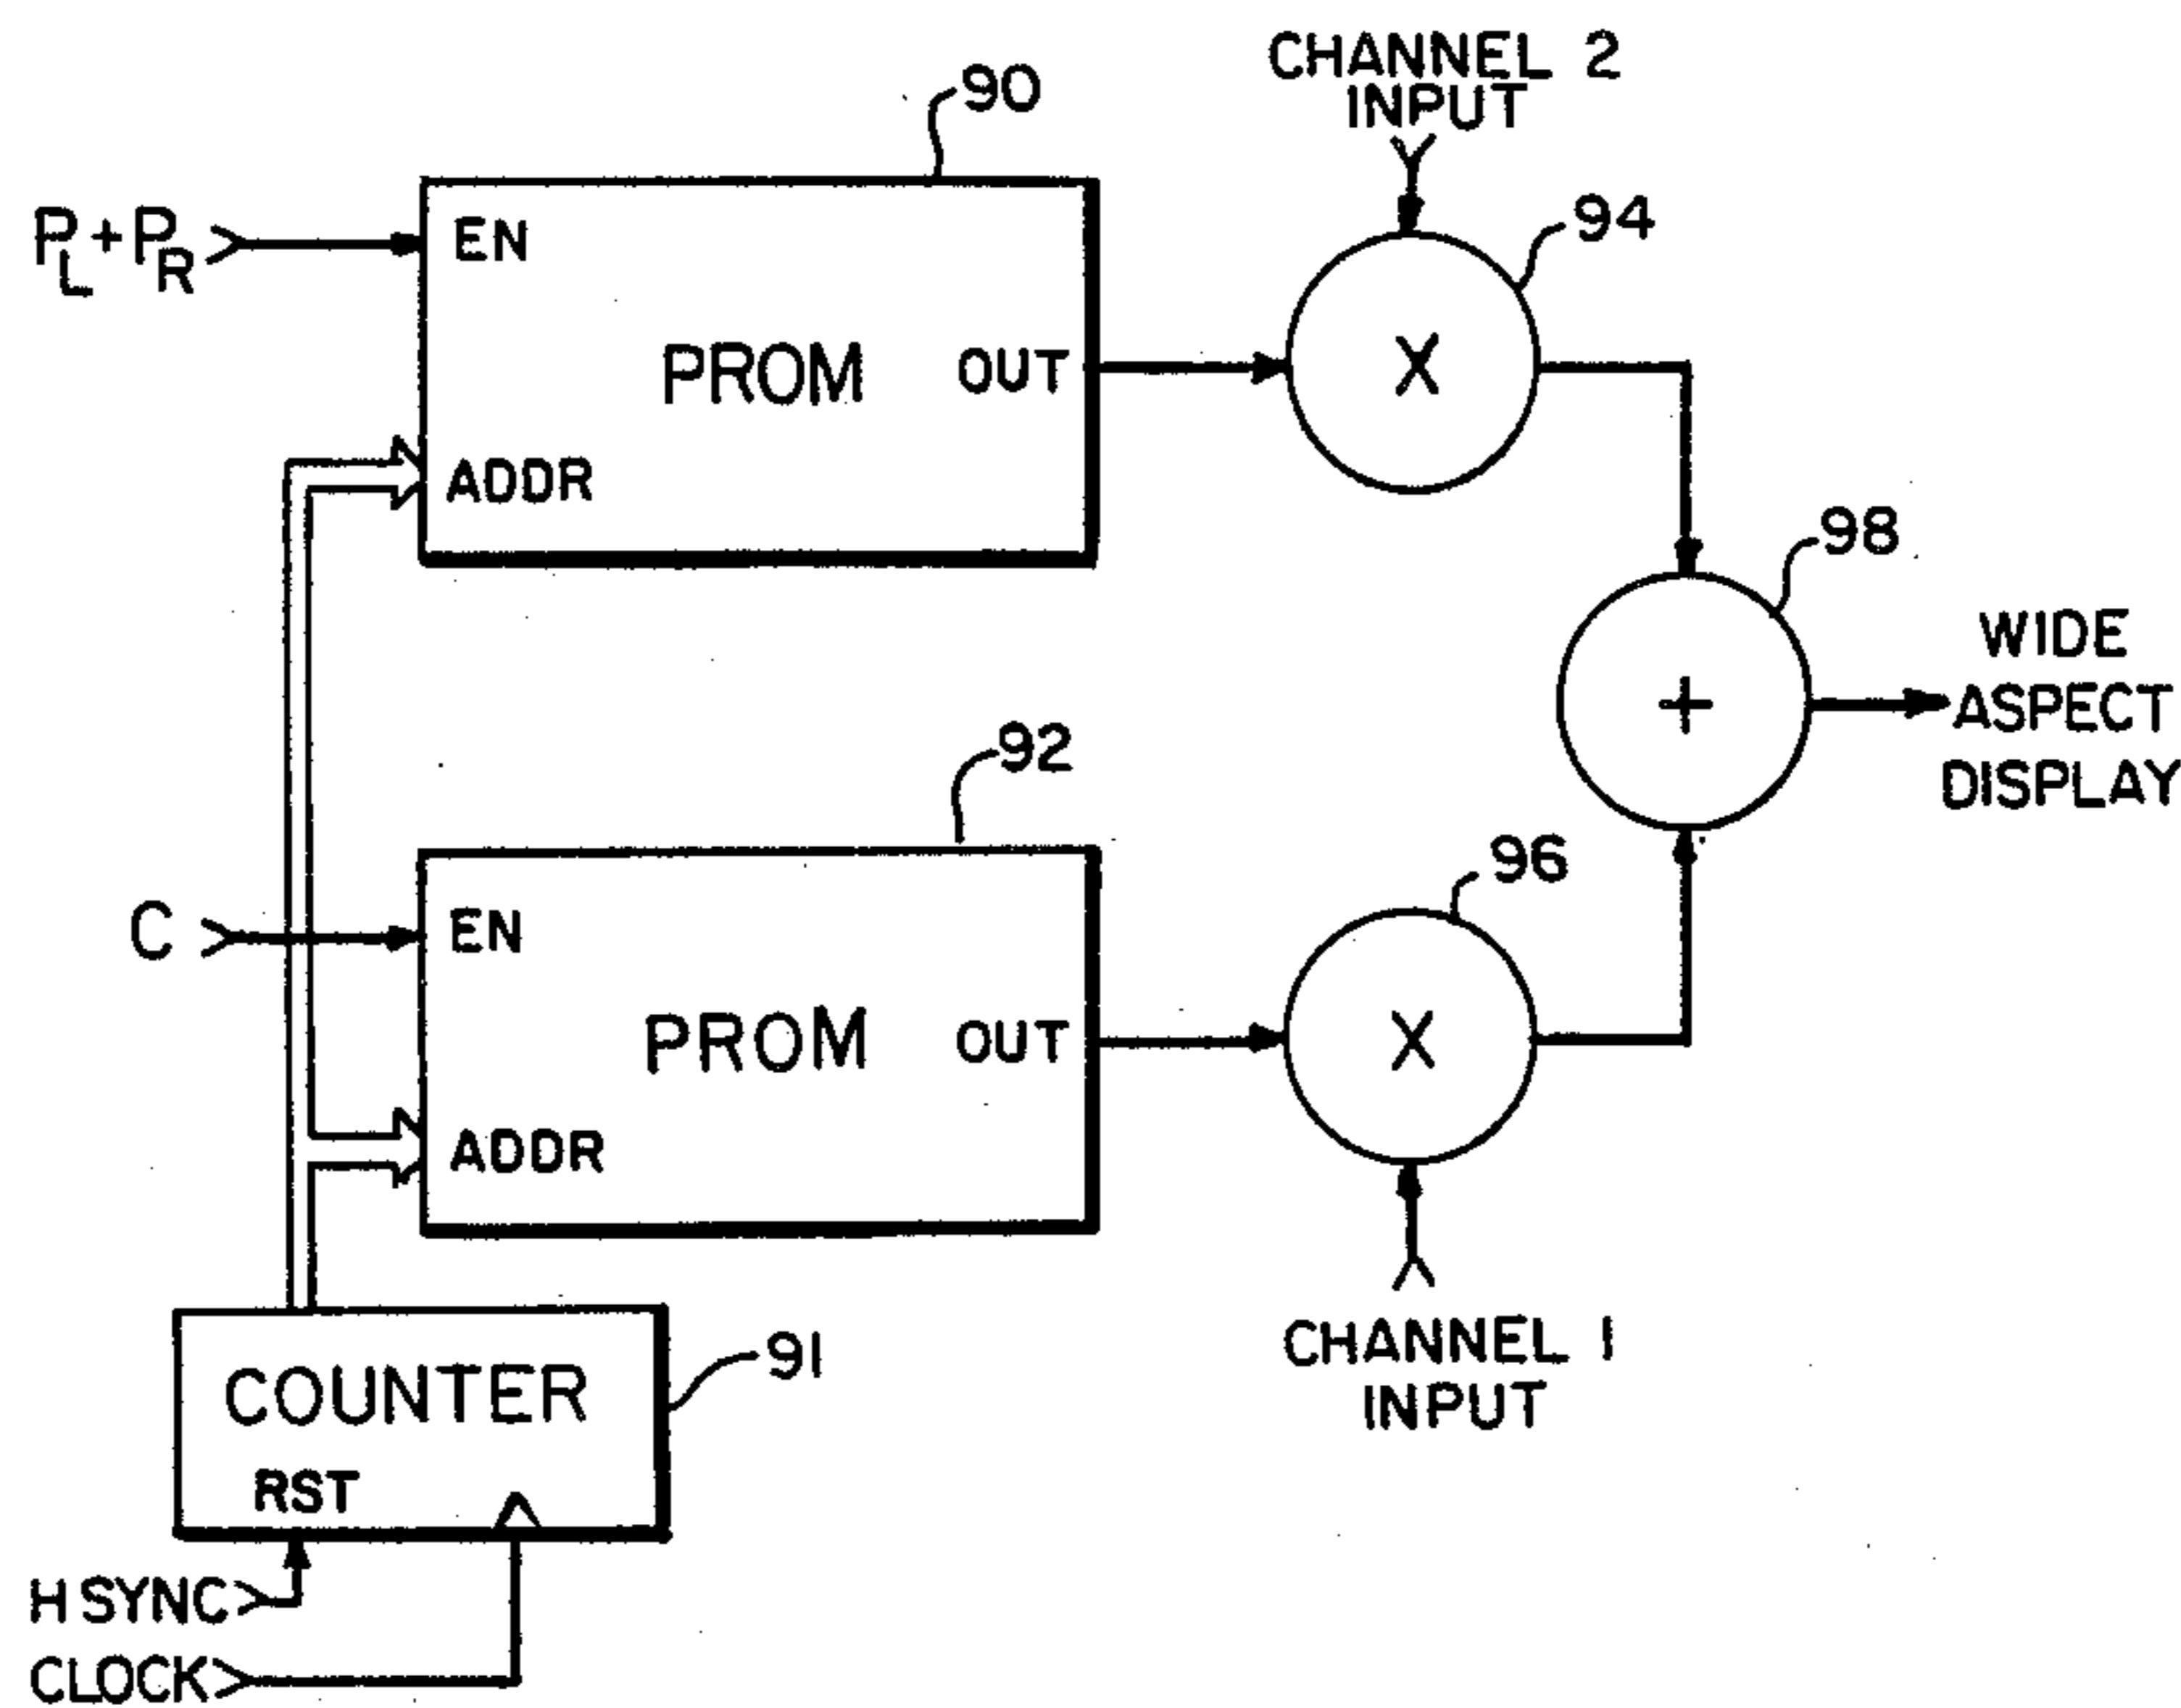 CHANNEL 2
INPUT
90
94
PL+PR
EN
PROM
OUT
ADDR
98
WIDE
ASPECT
DISPLAY
92
96
C
EN
PROM
OUT
ADDR
CHANNEL 1
INPUT
COUNTER
91
RST
H SYNC
CLOCK
X
+
X